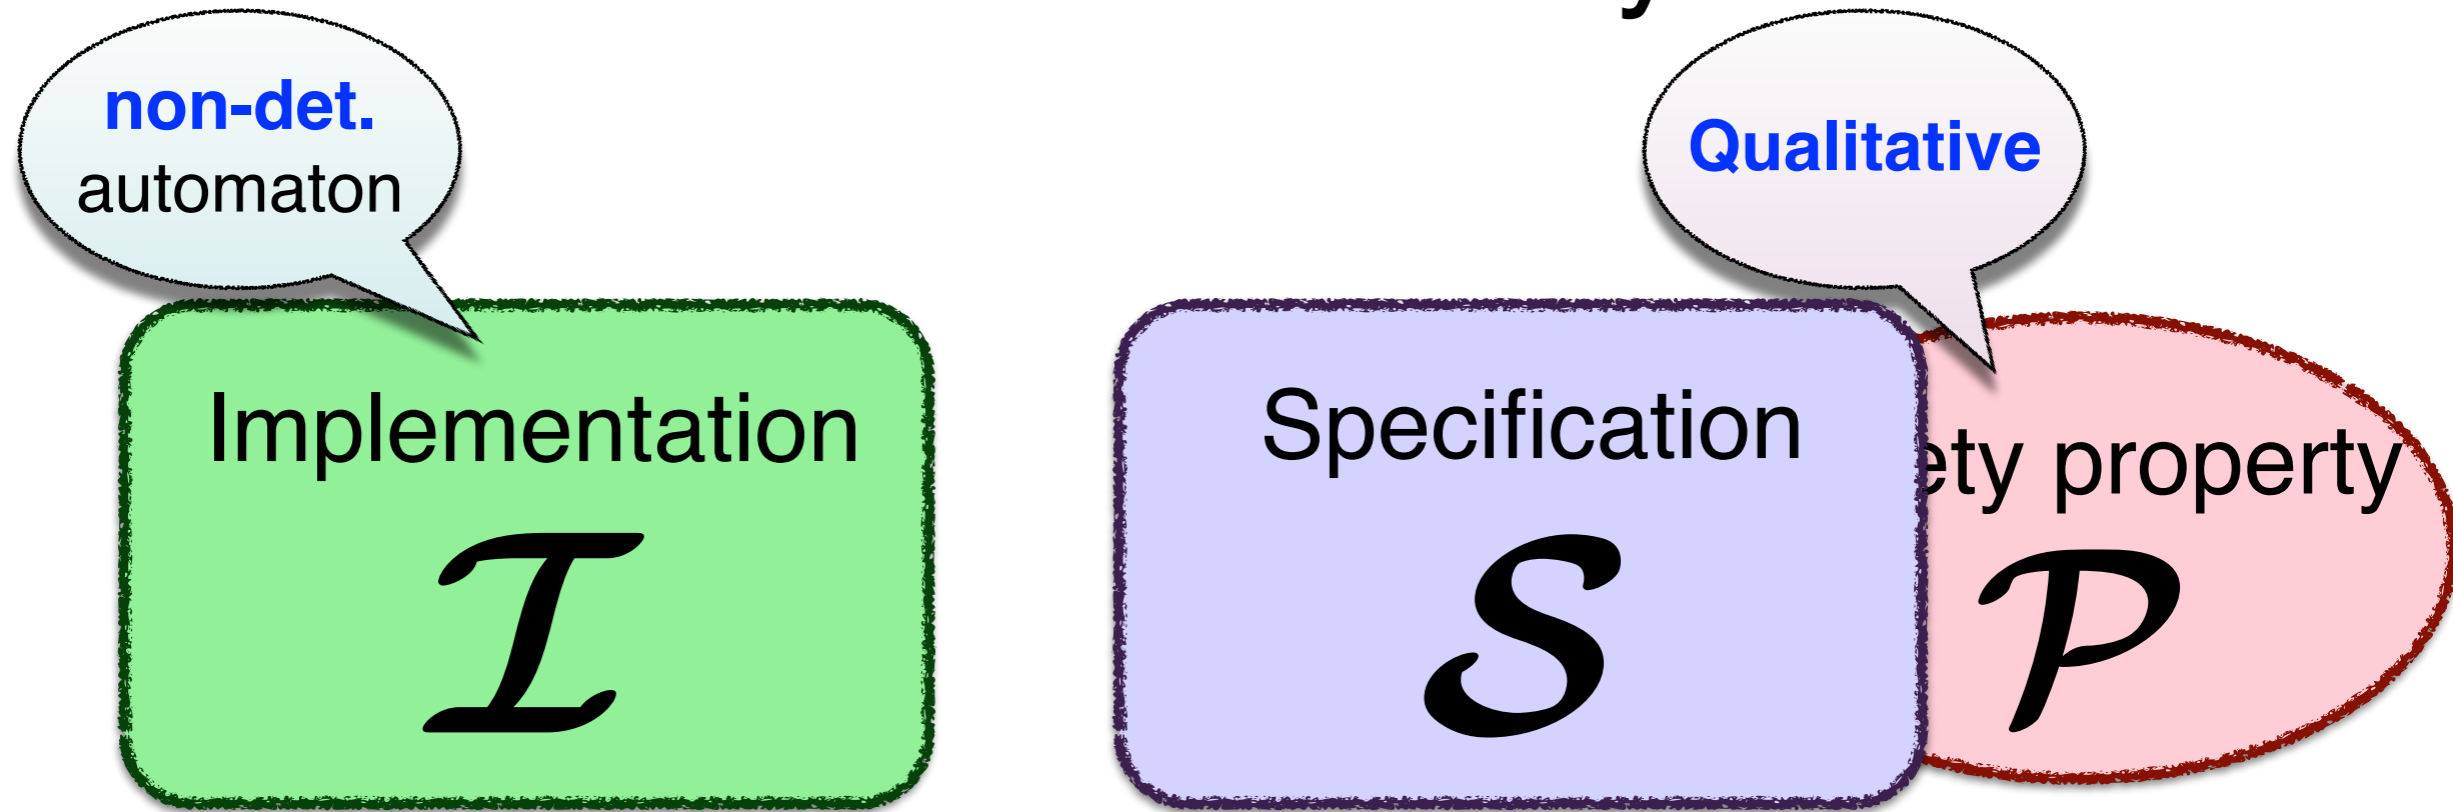 non-det.
automaton
Qualitative
Implementation
I
Specification
S
ety property
P